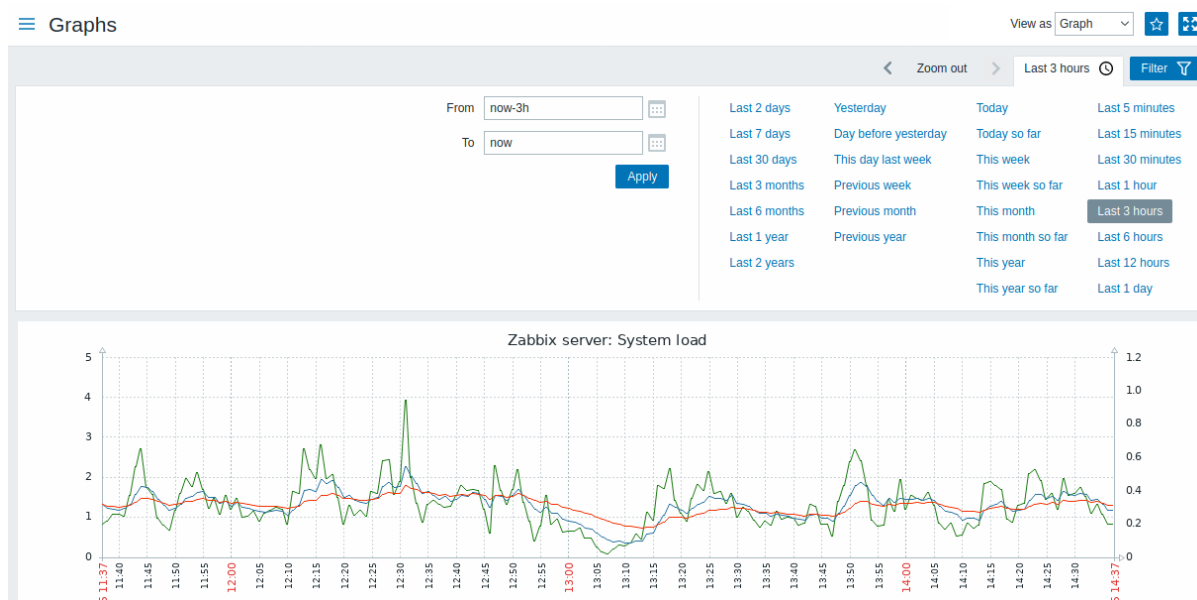 Graphs
View as Graph
Zoom out
Last 3 hours
Filter
From now-3h
To now
Apply
Last 2 days Yesterday Today Last 5 minutes
Last 7 days Day before yesterday Today so far Last 15 minutes
Last 30 days This day last week This week Last 30 minutes
Last 3 months Previous week This week so far Last 1 hour
Last 6 months Previous month This month Last 3 hours
Last 1 year Previous year This month so far Last 6 hours
Last 2 years This year Last 12 hours
This year so far Last 1 day
Zabbix server: System load
5 1.2
4 1.0
3 0.8
2 0.6
1 0.4
0 0.2
0
11:37 11:40 11:45 11:50 11:55 12:00 12:05 12:10 12:15 12:20 12:25 12:30 12:35 12:40 12:45 12:50 12:55 13:00 13:05 13:10 13:15 13:20 13:25 13:30 13:35 13:40 13:45 13:50 13:55 14:00 14:05 14:10 14:15 14:20 14:25 14:30 14:37